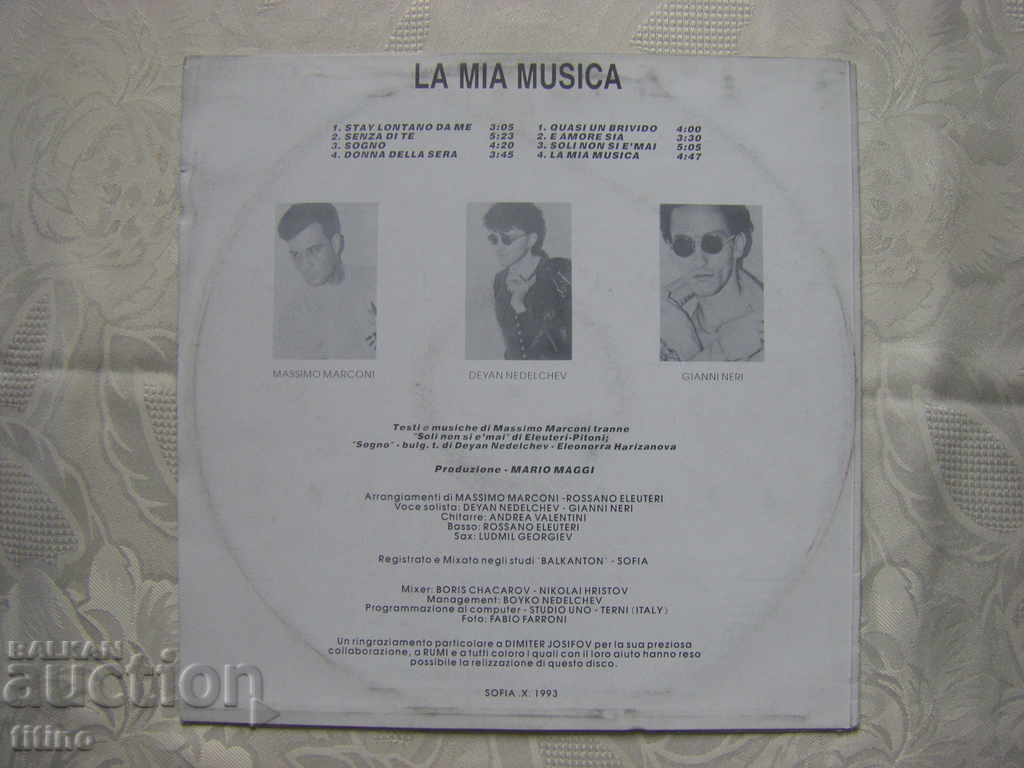 LA MIA MUSICA
1. STAY LONTANO DA ME 3:05
2. SENZA DI TE 5:23
3. SOGNO 4:20
4. DONNA DELLA SERA 3:45
1. QUASI UN BRIVIDO 4:00
2. E AMORE SIA 3:30
3. SOLI NON SI E'MAI 5:05
4. LA MIA MUSICA 4:47
MASSIMO MARCONI
DEYAN NEDELCHEV
GIANNI NERI
Testi e musiche di Massimo Marconi tranne
"Soli non si e'mai" di Eleuteri-Pitoni;
"Sogno" - bulg. t. di Deyan Nedelchev - Eleonorra Harizanova
Produzione - MARIO MAGGI
Arrangiamenti di MASSIMO MARCONI - ROSSANO ELEUTERI
Voce solista: DEYAN NEDELCHEV - GIANNI NERI
Chitarre: ANDREA VALENTINI
Basso: ROSSANO ELEUTERI
Sax: LUDMIL GEORGIEV
Registrato e Mixato negli studi 'BALKANTON' - SOFIA
Mixer: BORIS CHACAROV - NIKOLAI HRISTOV
Management: BOYKO NEDELCHEV
Programmazione al computer - STUDIO UNO - TERNI (ITALY)
Foto: FABIO FARRONI
Un ringraziamento particolare a DIMITER JOSIFOV per la sua preziosa
collaborazione, a RUMI e a tutti coloro i quali con il loro aiuto hanno reso
possibile la relizzazione di questo disco.
SOFIA .X. 1993
BALKAN
auction
titino